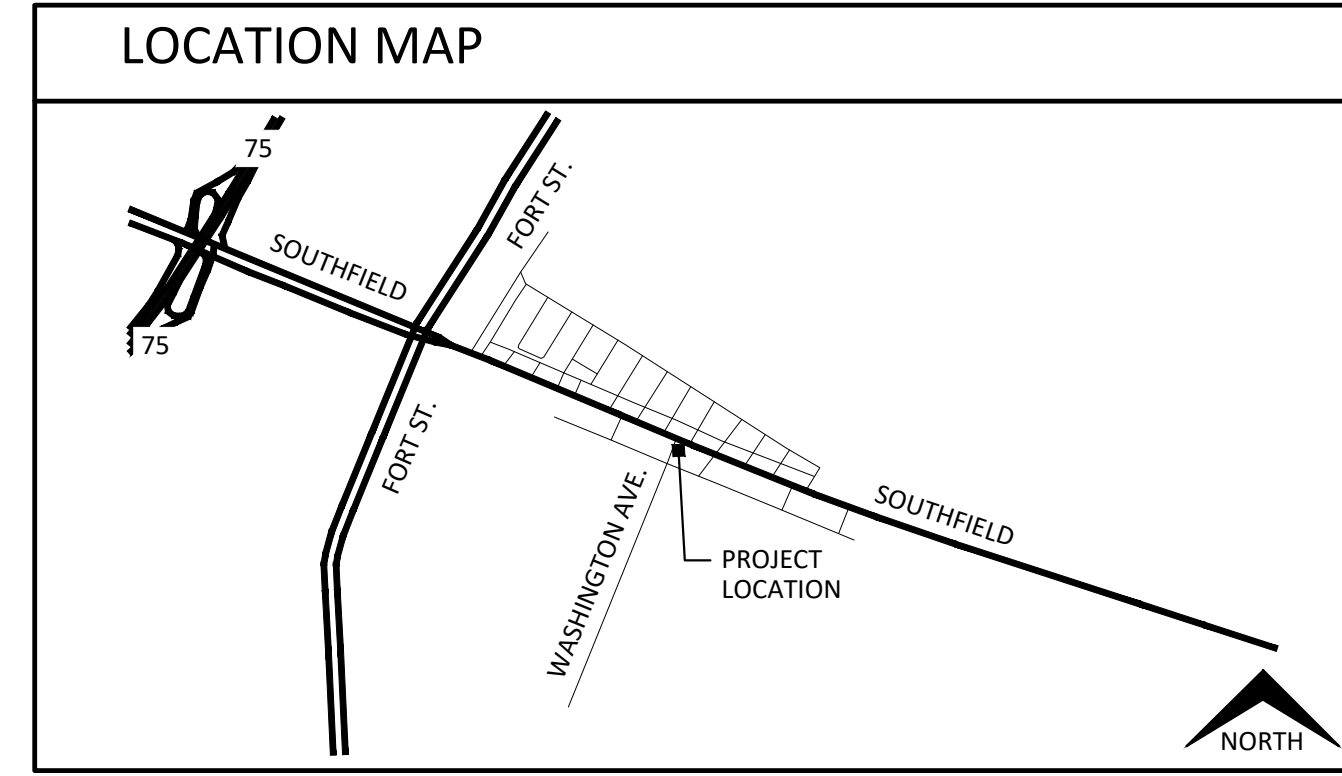 LOCATION MAP
75
FORT ST.
SOUTHFIELD
75
FORT ST.
WASHINGTON AVE.
SOUTHFIELD
PROJECT
LOCATION
NORTH